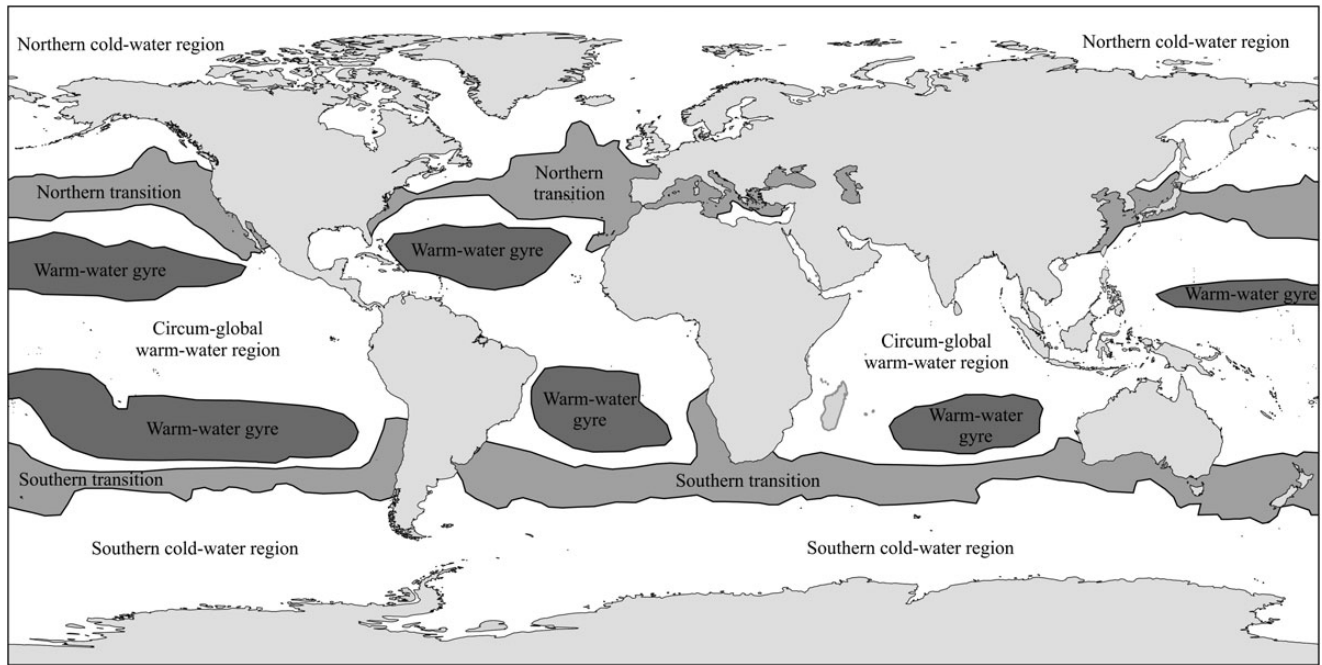 Northern cold-water region
Northern cold-water region
Northern transition
Northern
transition
Warm-water gyre
Warm-water gyre
Warm-water gyre
Circum-global
warm-water region
Circum-global
warm-water region
Warm-water gyre
Warm-water
gyre
Warm-water
gyre
Southern transition
Southern transition
Southern cold-water region
Southern cold-water region